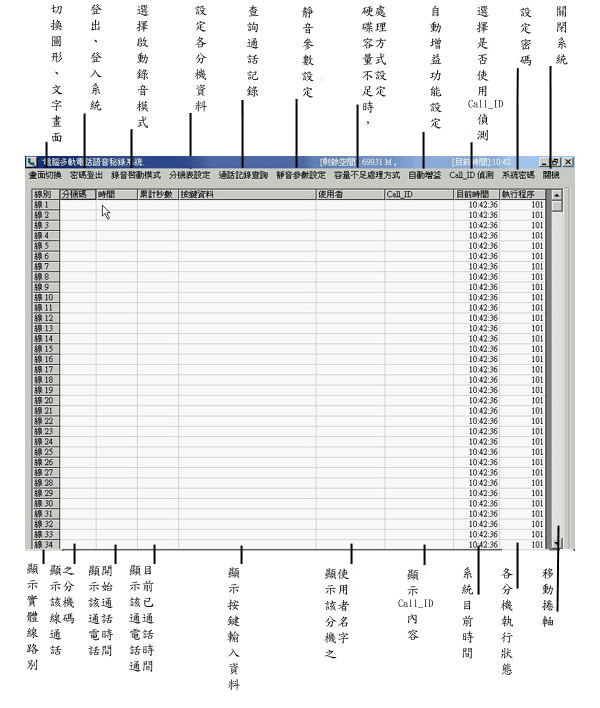 切換圖形、文字畫面
登出、登入系統
選擇啟動錄音模式
設定各分機資料
查詢通話記錄
靜音參數設定
硬碟容量不足時，
處理方式設定
自動增益功能設定
選擇是否使用Call_ID偵測
設定密碼
關閉系統
電腦多軌電話語音秘錄系統 [剩餘空間] : 69931 M , [目前時間] 10:42
畫面切換 密碼登出 錄音啟動模式 分機表設定 通話記錄查詢 靜音參數設定 容量不足處理方式 自動增益 Call_ID 偵測 系統密碼 關機
線別 分機碼 時間 累計秒數 按鍵資料 使用者 Call_ID 目前時間 執行程序
線 1 10:42:36 101
線 2 10:42:36 101
線 3 10:42:36 101
線 4 10:42:36 101
線 5 10:42:36 101
線 6 10:42:36 101
線 7 10:42:36 101
線 8 10:42:36 101
線 9 10:42:36 101
線 10 10:42:36 101
線 11 10:42:36 101
線 12 10:42:36 101
線 13 10:42:36 101
線 14 10:42:36 101
線 15 10:42:36 101
線 16 10:42:36 101
線 17 10:42:36 101
線 18 10:42:36 101
線 19 10:42:36 101
線 20 10:42:36 101
線 21 10:42:36 101
線 22 10:42:36 101
線 23 10:42:36 101
線 24 10:42:36 101
線 25 10:42:36 101
線 26 10:42:36 101
線 27 10:42:36 101
線 28 10:42:36 101
線 29 10:42:36 101
線 30 10:42:36 101
線 31 10:42:36 101
線 32 10:42:36 101
線 33 10:42:36 101
線 34 10:42:36 101
顯示實體線路別
顯示該線通話
之分機碼
顯示該電話
開始通話時間
顯示該電話通
目前已通話時間
顯示按鍵輸入資料
顯示該分機之
使用者名字
顯示Call_ID內容
系統目前時間
各分機執行狀態
移動捲軸